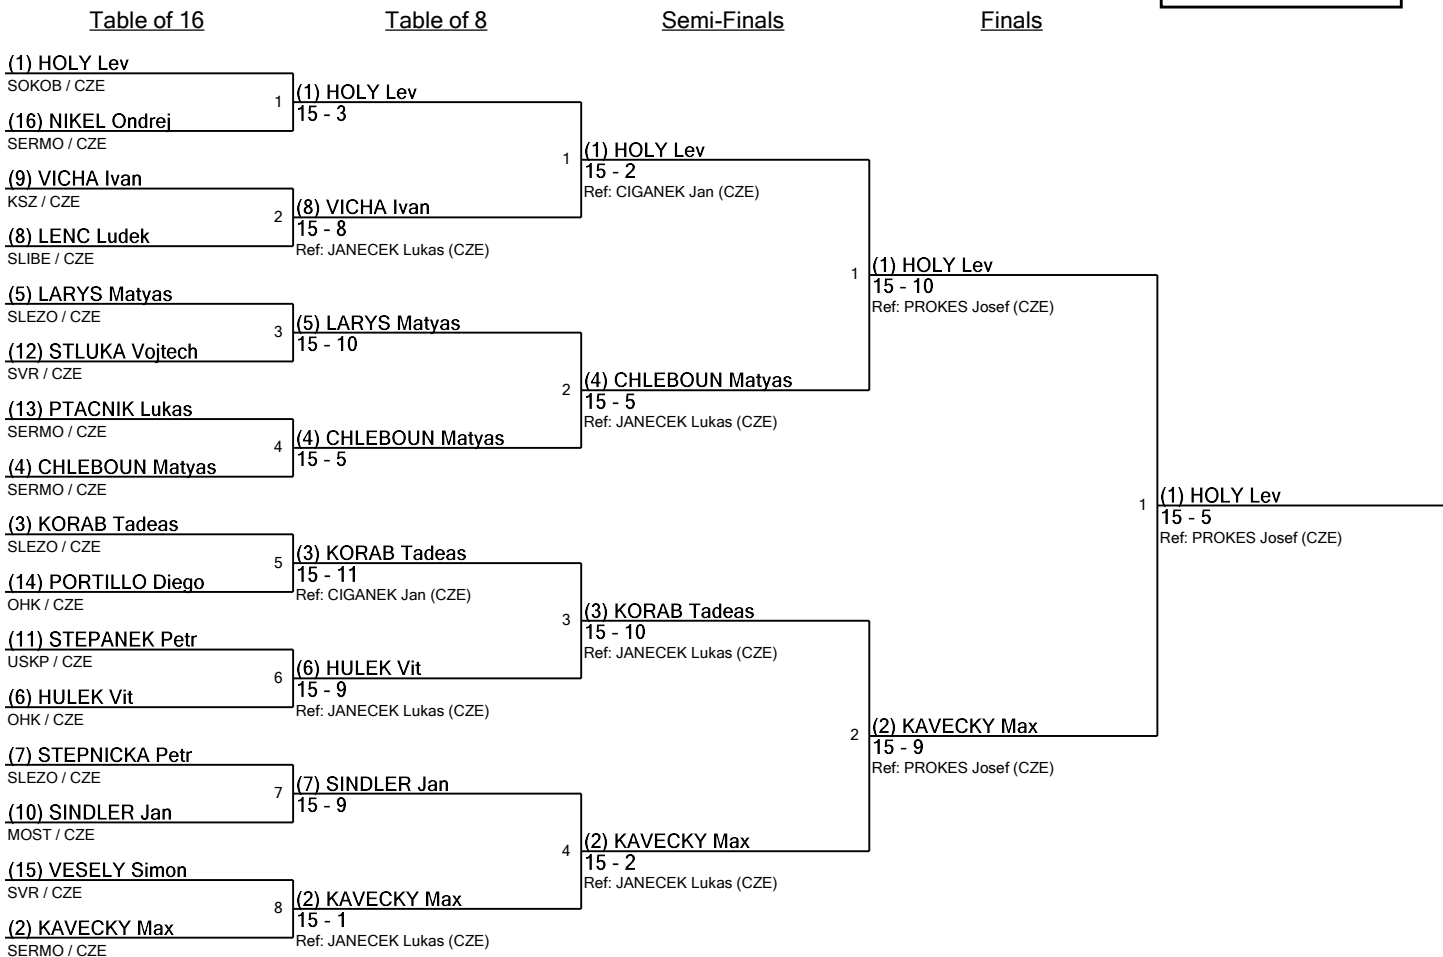 Table of 16
Table of 8
Semi-Finals
Finals
(1) HOLY Lev
SOKOB / CZE
(16) NIKEL Ondrej
SERMO / CZE
(9) VICHA Ivan
KSZ / CZE
(8) LENC Ludek
SLIBE / CZE
(5) LARYS Matyas
SLEZO / CZE
(12) STLUKA Vojtech
SVR / CZE
(13) PTACNIK Lukas
SERMO / CZE
(4) CHLEBOUN Matyas
SERMO / CZE
(3) KORAB Tadeas
SLEZO / CZE
(14) PORTILLO Diego
OHK / CZE
(11) STEPANEK Petr
USKP / CZE
(6) HULEK Vit
OHK / CZE
(7) STEPNICKA Petr
SLEZO / CZE
(10) SINDLER Jan
MOST / CZE
(15) VESELY Simon
SVR / CZE
(2) KAVECKY Max
SERMO / CZE
1
(1) HOLY Lev
15 - 3
2
(8) VICHA Ivan
15 - 8
Ref: JANECEK Lukas (CZE)
3
(5) LARYS Matyas
15 - 10
4
(4) CHLEBOUN Matyas
15 - 5
5
(3) KORAB Tadeas
15 - 11
Ref: CIGANEK Jan (CZE)
6
(6) HULEK Vit
15 - 9
Ref: JANECEK Lukas (CZE)
7
(7) SINDLER Jan
15 - 9
8
(2) KAVECKY Max
15 - 1
Ref: JANECEK Lukas (CZE)
1
(1) HOLY Lev
15 - 2
Ref: CIGANEK Jan (CZE)
2
(4) CHLEBOUN Matyas
15 - 5
Ref: JANECEK Lukas (CZE)
3
(3) KORAB Tadeas
15 - 10
Ref: JANECEK Lukas (CZE)
4
(2) KAVECKY Max
15 - 2
Ref: JANECEK Lukas (CZE)
1
(1) HOLY Lev
15 - 10
Ref: PROKES Josef (CZE)
2
(2) KAVECKY Max
15 - 9
Ref: PROKES Josef (CZE)
1
(1) HOLY Lev
15 - 5
Ref: PROKES Josef (CZE)